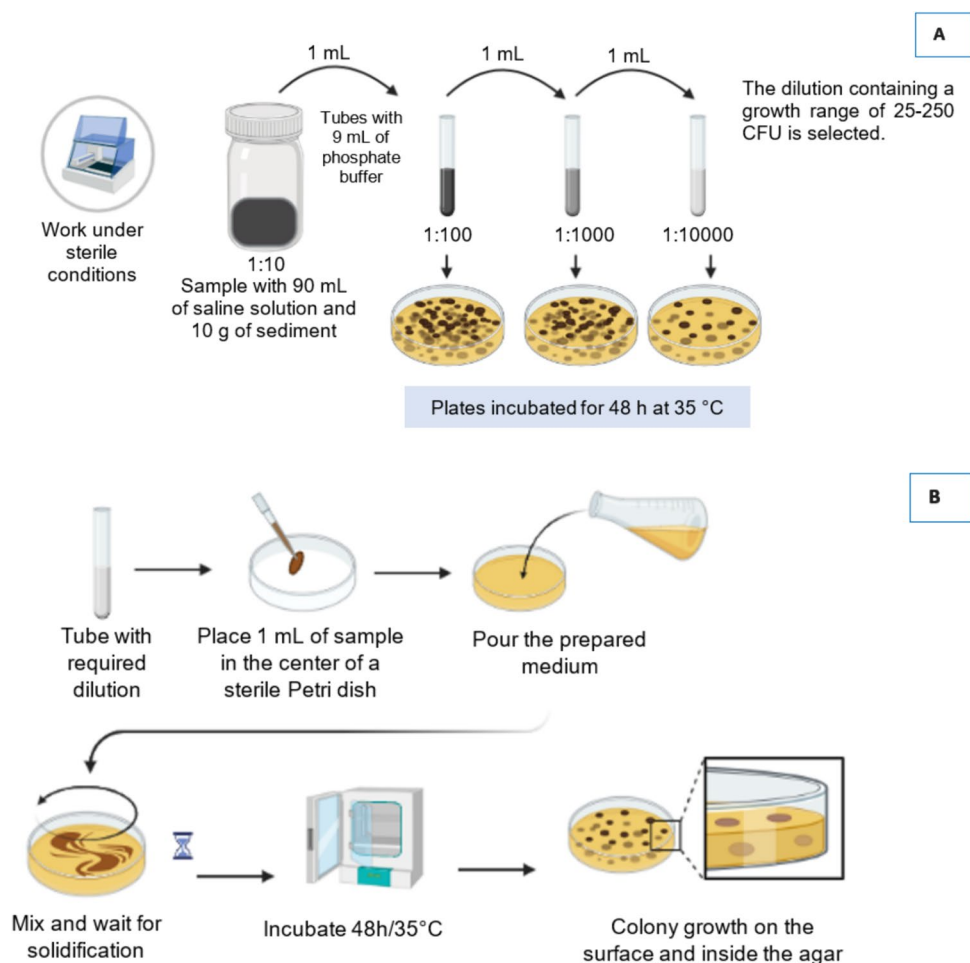 A
1 mL
1 mL
1 mL
The dilution containing a
growth range of 25-250
CFU is selected.
Tubes with
9 mL of
phosphate
buffer
Work under
sterile
conditions
1:10
Sample with 90 mL
of saline solution and
10 g of sediment
1:100
1:1000
1:10000
Plates incubated for 48 h at 35 °C
B
Tube with
required
dilution
Place 1 mL of sample
in the center of a
sterile Petri dish
Pour the prepared
medium
Mix and wait for
solidification
Incubate 48h/35°C
Colony growth on the
surface and inside the agar